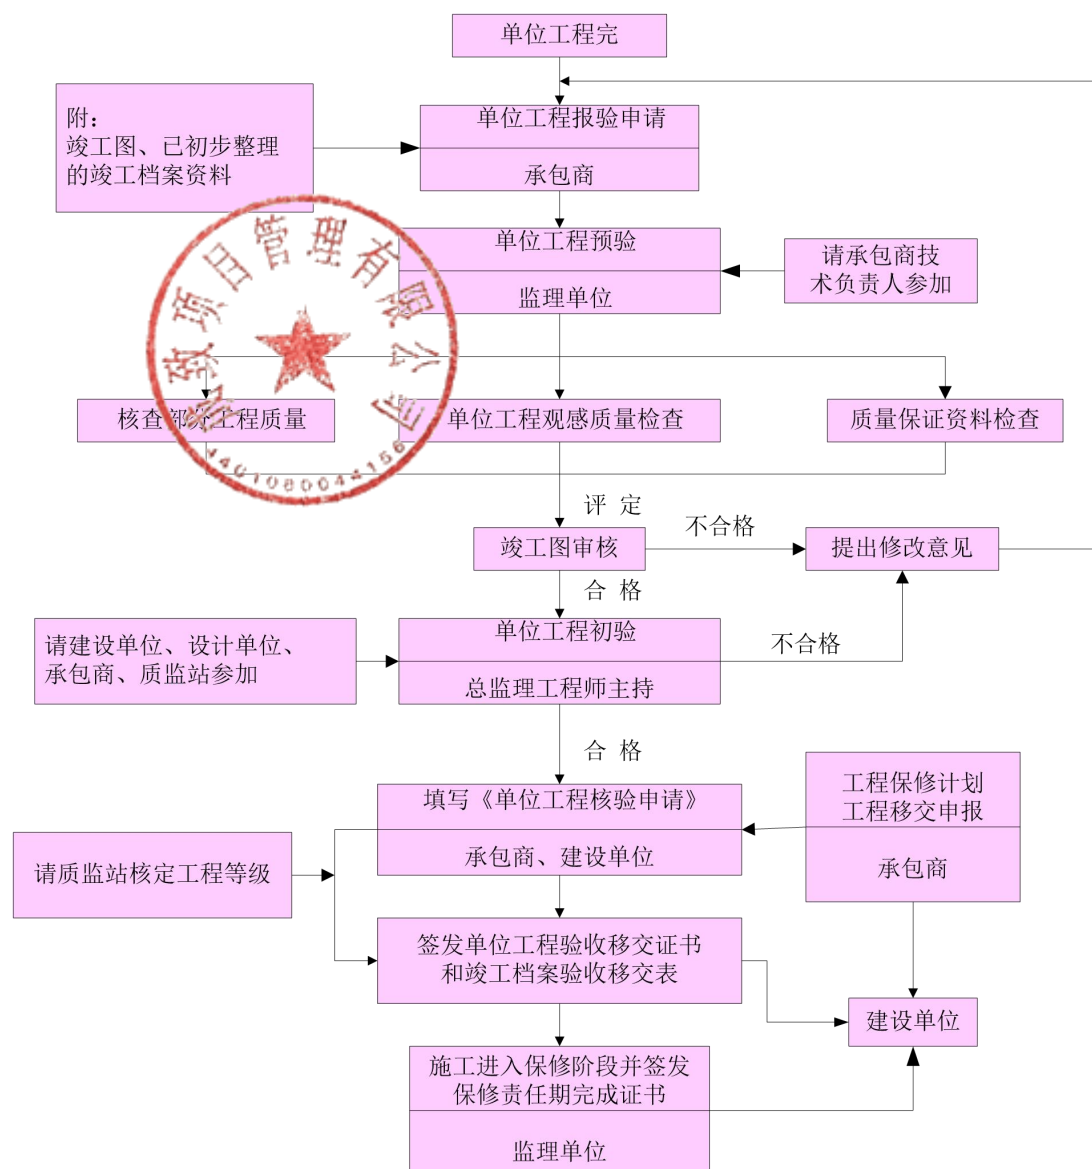 单位工程完
附：
竣工图、已初步整理
的竣工档案资料
单位工程报验申请
承包商
单位工程预验
监理单位
请承包商技
术负责人参加
致项目管理有限公司
核查部分工程质量
单位工程观感质量检查
质量保证资料检查
评 定
竣工图审核
不合格
提出修改意见
合 格
请建设单位、设计单位、
承包商、质监站参加
单位工程初验
总监理工程师主持
不合格
合 格
填写《单位工程核验申请》
承包商、建设单位
工程保修计划
工程移交申报
承包商
请质监站核定工程等级
签发单位工程验收移交证书
和竣工档案验收移交表
建设单位
施工进入保修阶段并签发
保修责任期完成证书
监理单位